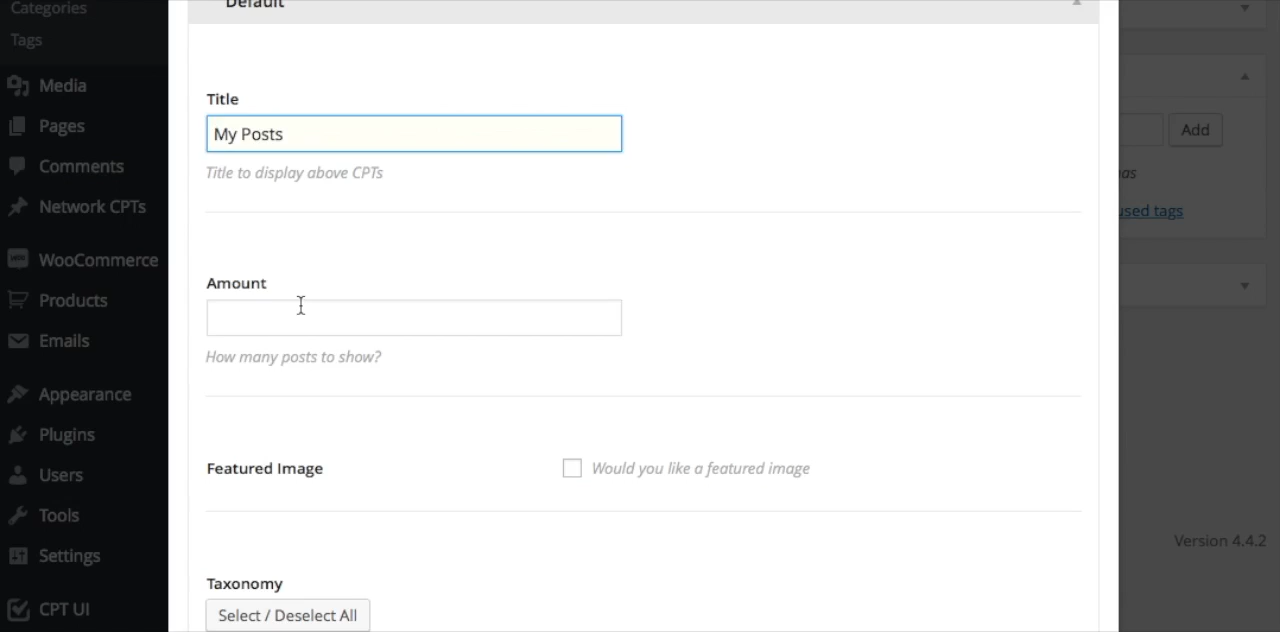 Categories
Tags
Media
Pages
Comments
Network CPTs
WooCommerce
Products
Emails
Appearance
Plugins
Users
Tools
Settings
CPT UI
Default
Title
My Posts
Title to display above CPTs
Amount
How many posts to show?
Featured Image
Would you like a featured image
Taxonomy
Select / Deselect All
Add
used tags
Version 4.4.2